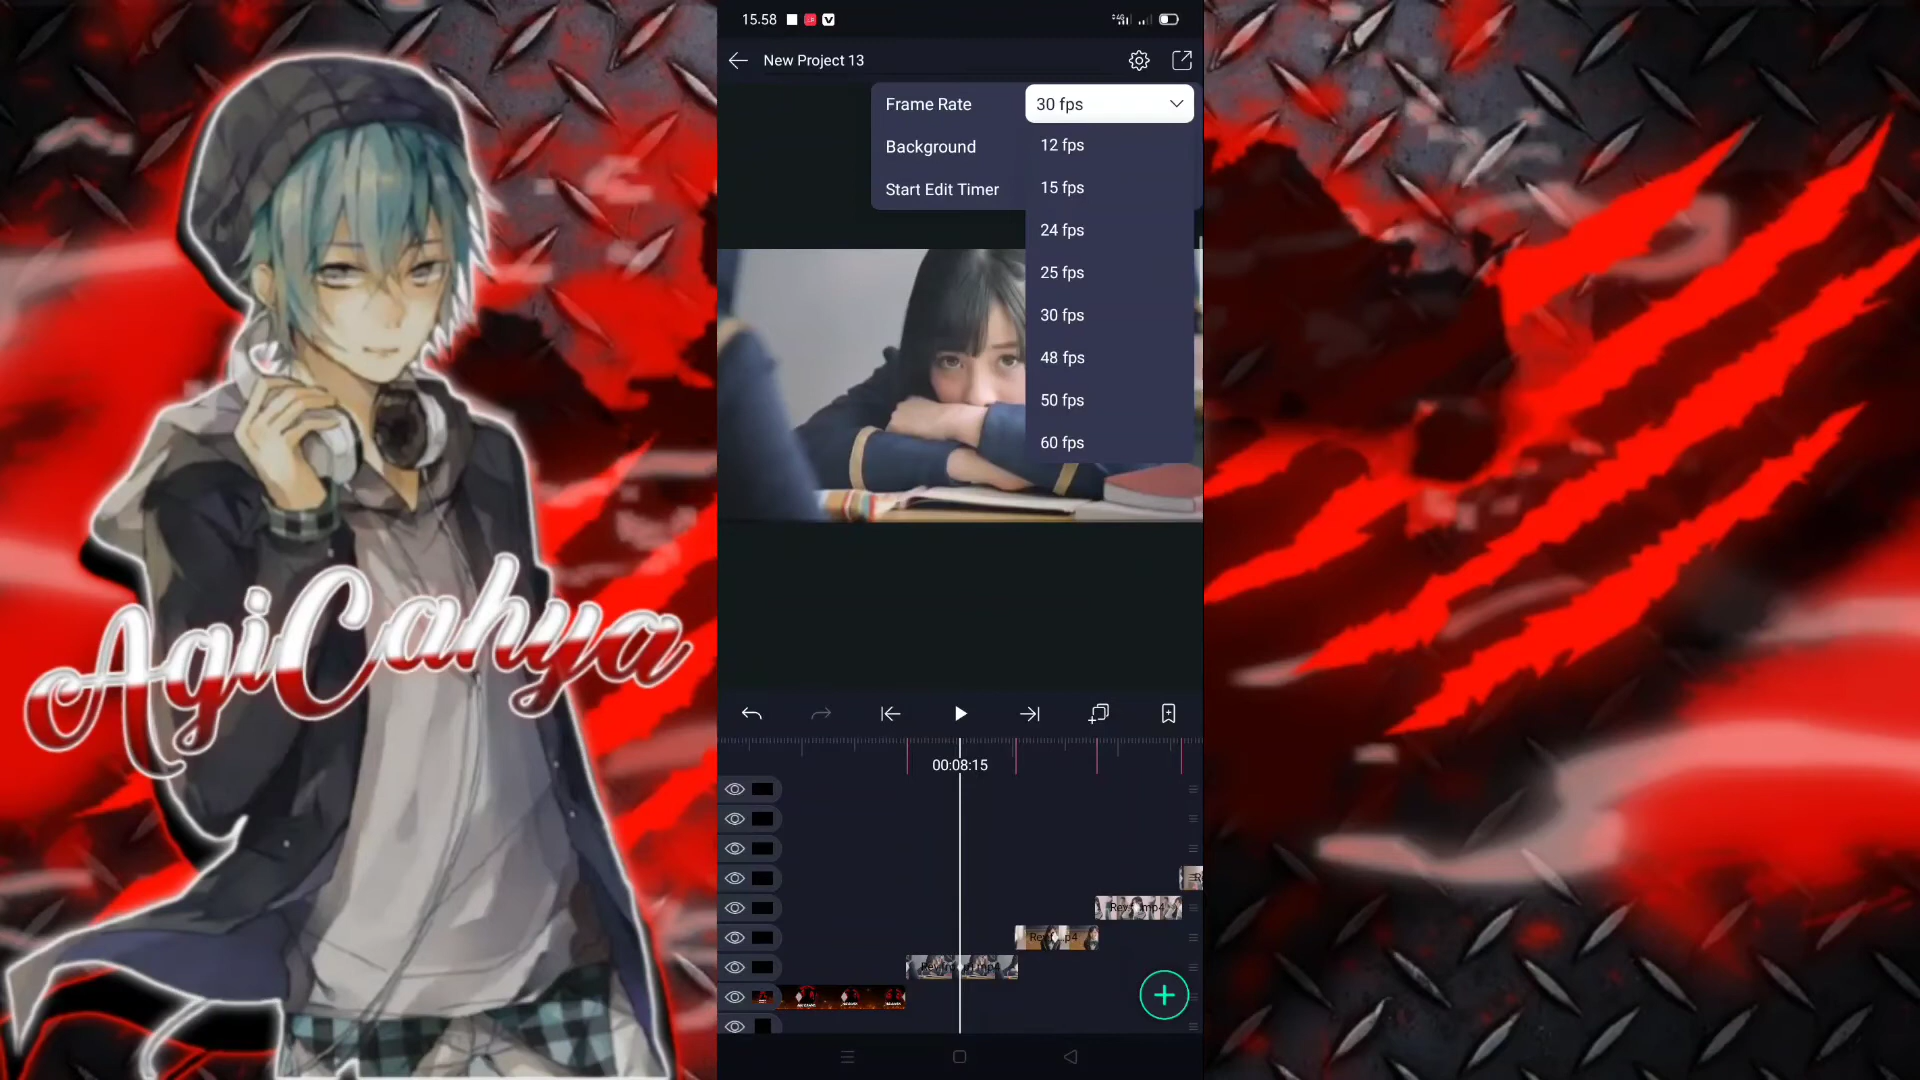 15.58
New Project 13
Frame Rate
30 fps
Background
Start Edit Timer
12 fps
15 fps
24 fps
25 fps
30 fps
48 fps
50 fps
60 fps
AgiCahya
00:08:15